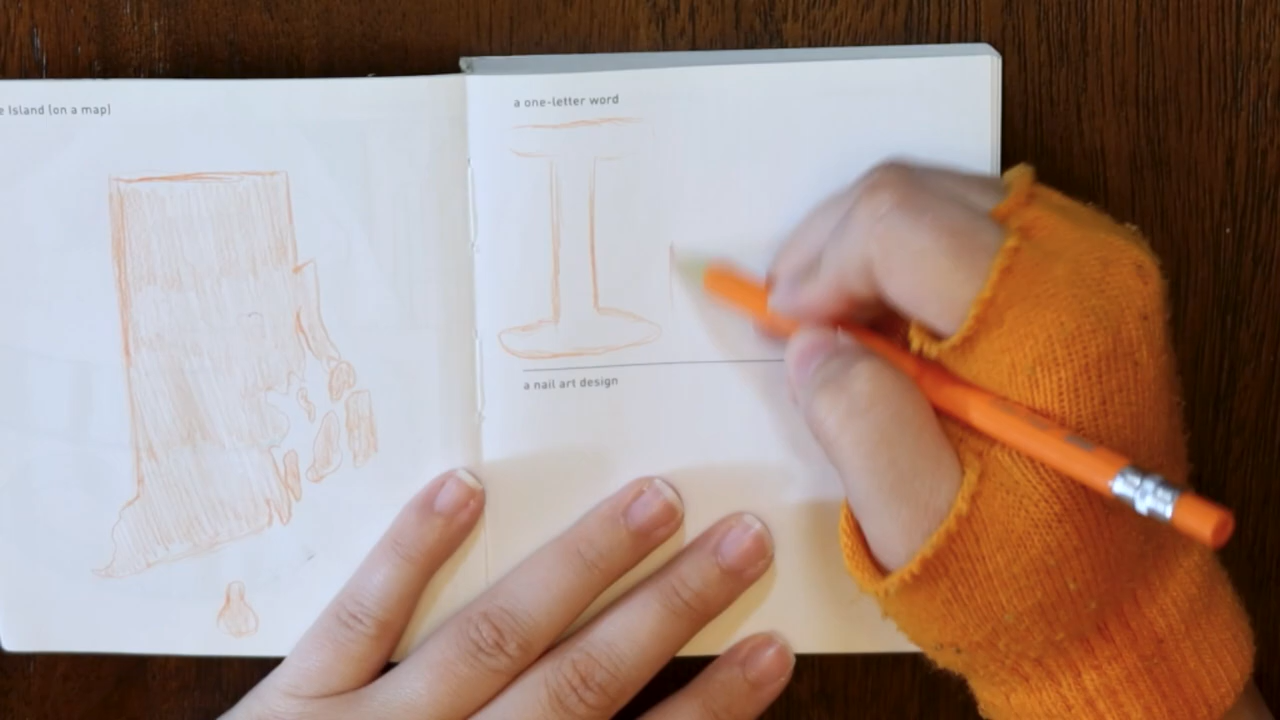 e Island (on a map)
a one-letter word
I
a nail art design